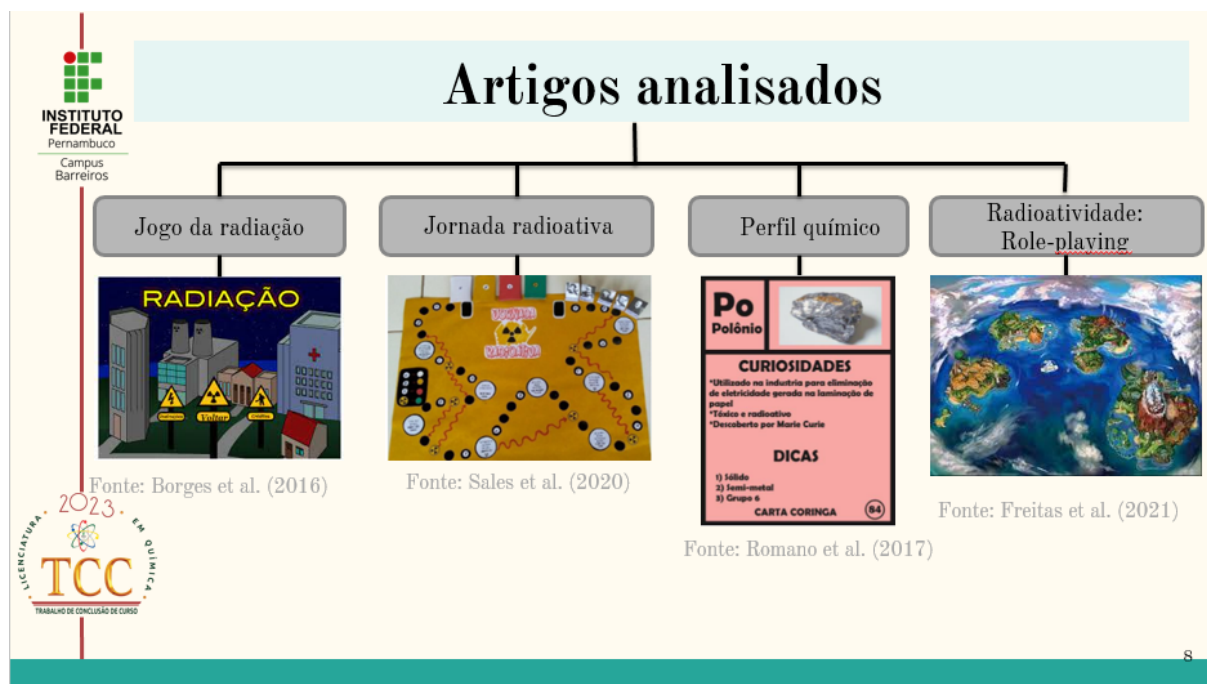 Artigos analisados
INSTITUTO
FEDERAL
Pernambuco
Campus
Barreiros
Jogo da radiação
Jornada radioativa
Perfil químico
Radioatividade:
Role-playing
RADIAÇÃO
Voltar
Po
Polônio
CURIOSIDADES
*Utilizado na industria para eliminação
de eletricidade gerada na laminação de
papel
*Tóxico e radioativo
*Descoberto por Marie Curie
DICAS
1) Sólido
2) Semi-metal
3) Grupo 6
CARTA CORINGA
84
Fonte: Borges et al. (2016)
Fonte: Sales et al. (2020)
Fonte: Romano et al. (2017)
Fonte: Freitas et al. (2021)
2023
LICENCIATURA EM QUÍMICA
TCC
TRABALHO DE CONCLUSÃO DE CURSO
8